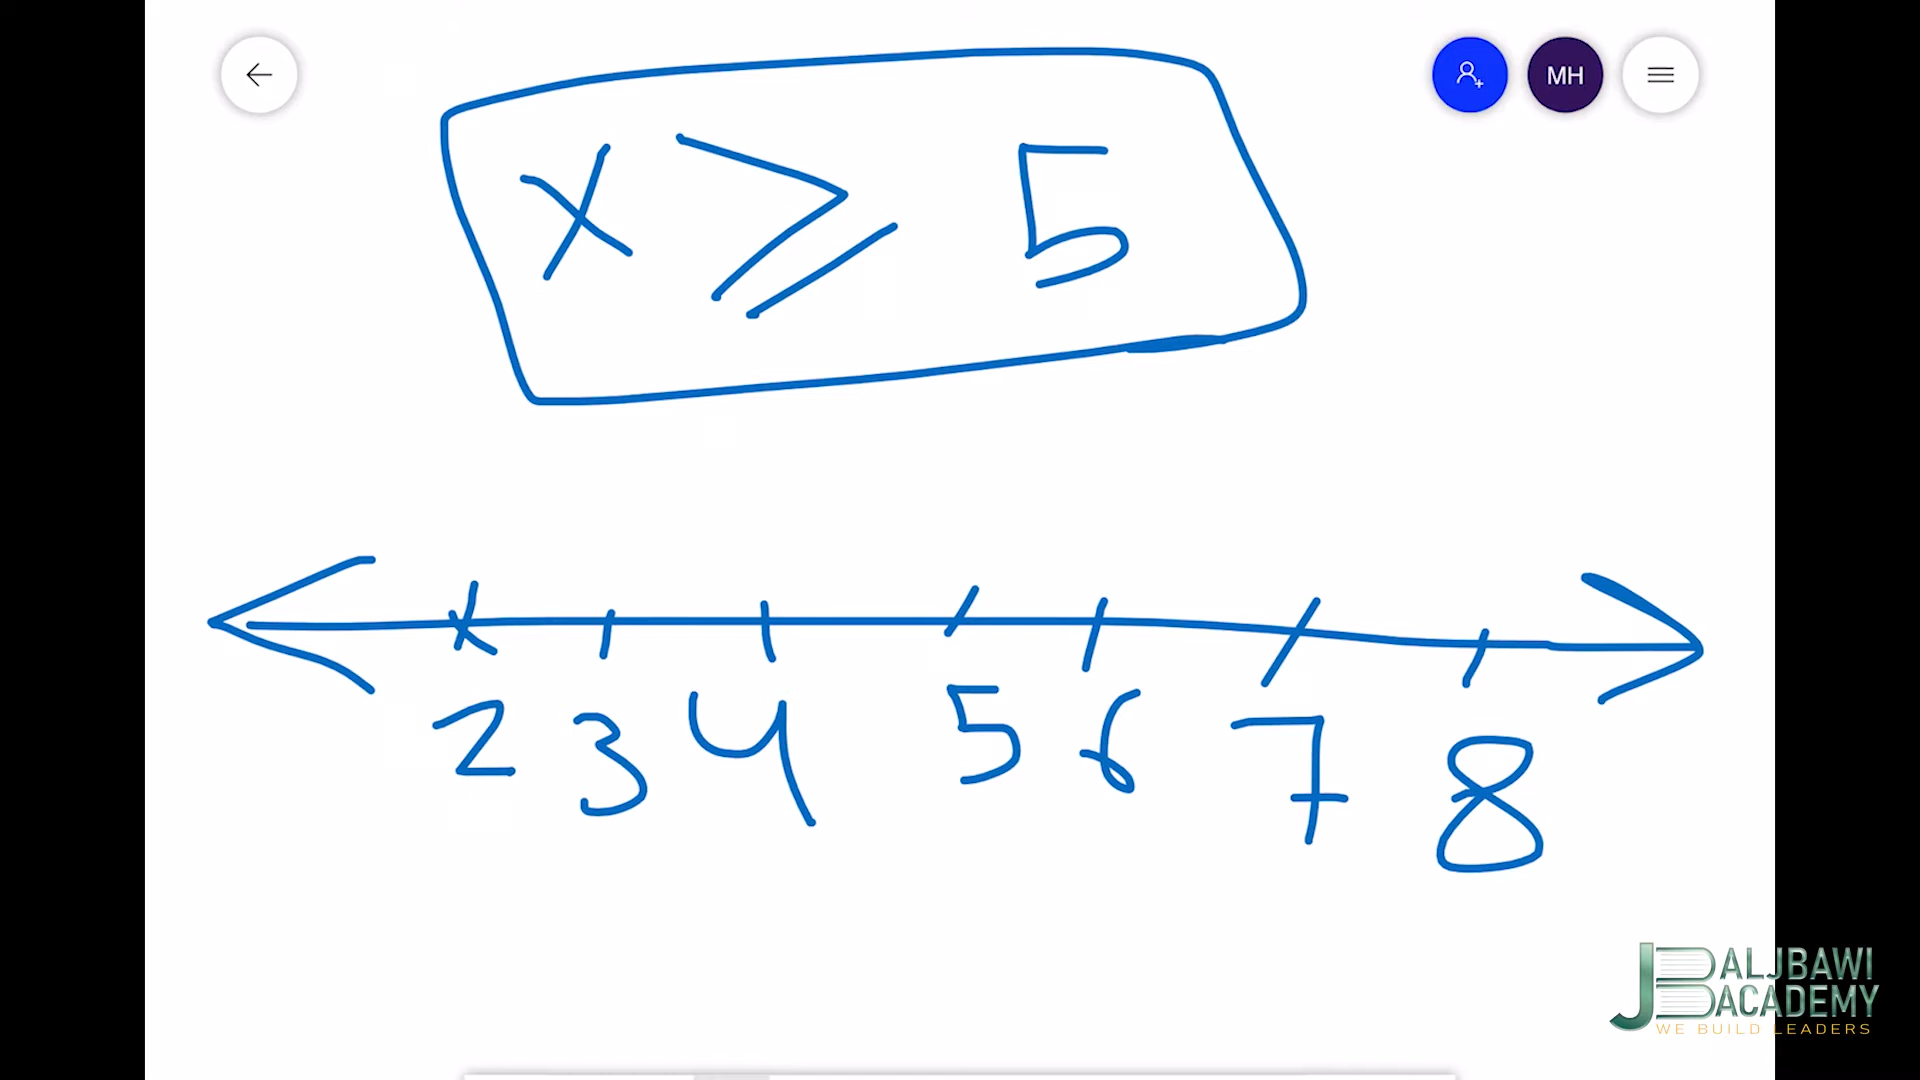 MH
x ⩾ 5
2 3 4 5 6 7 8
ALJBAWI
ACADEMY
WE BUILD LEADERS